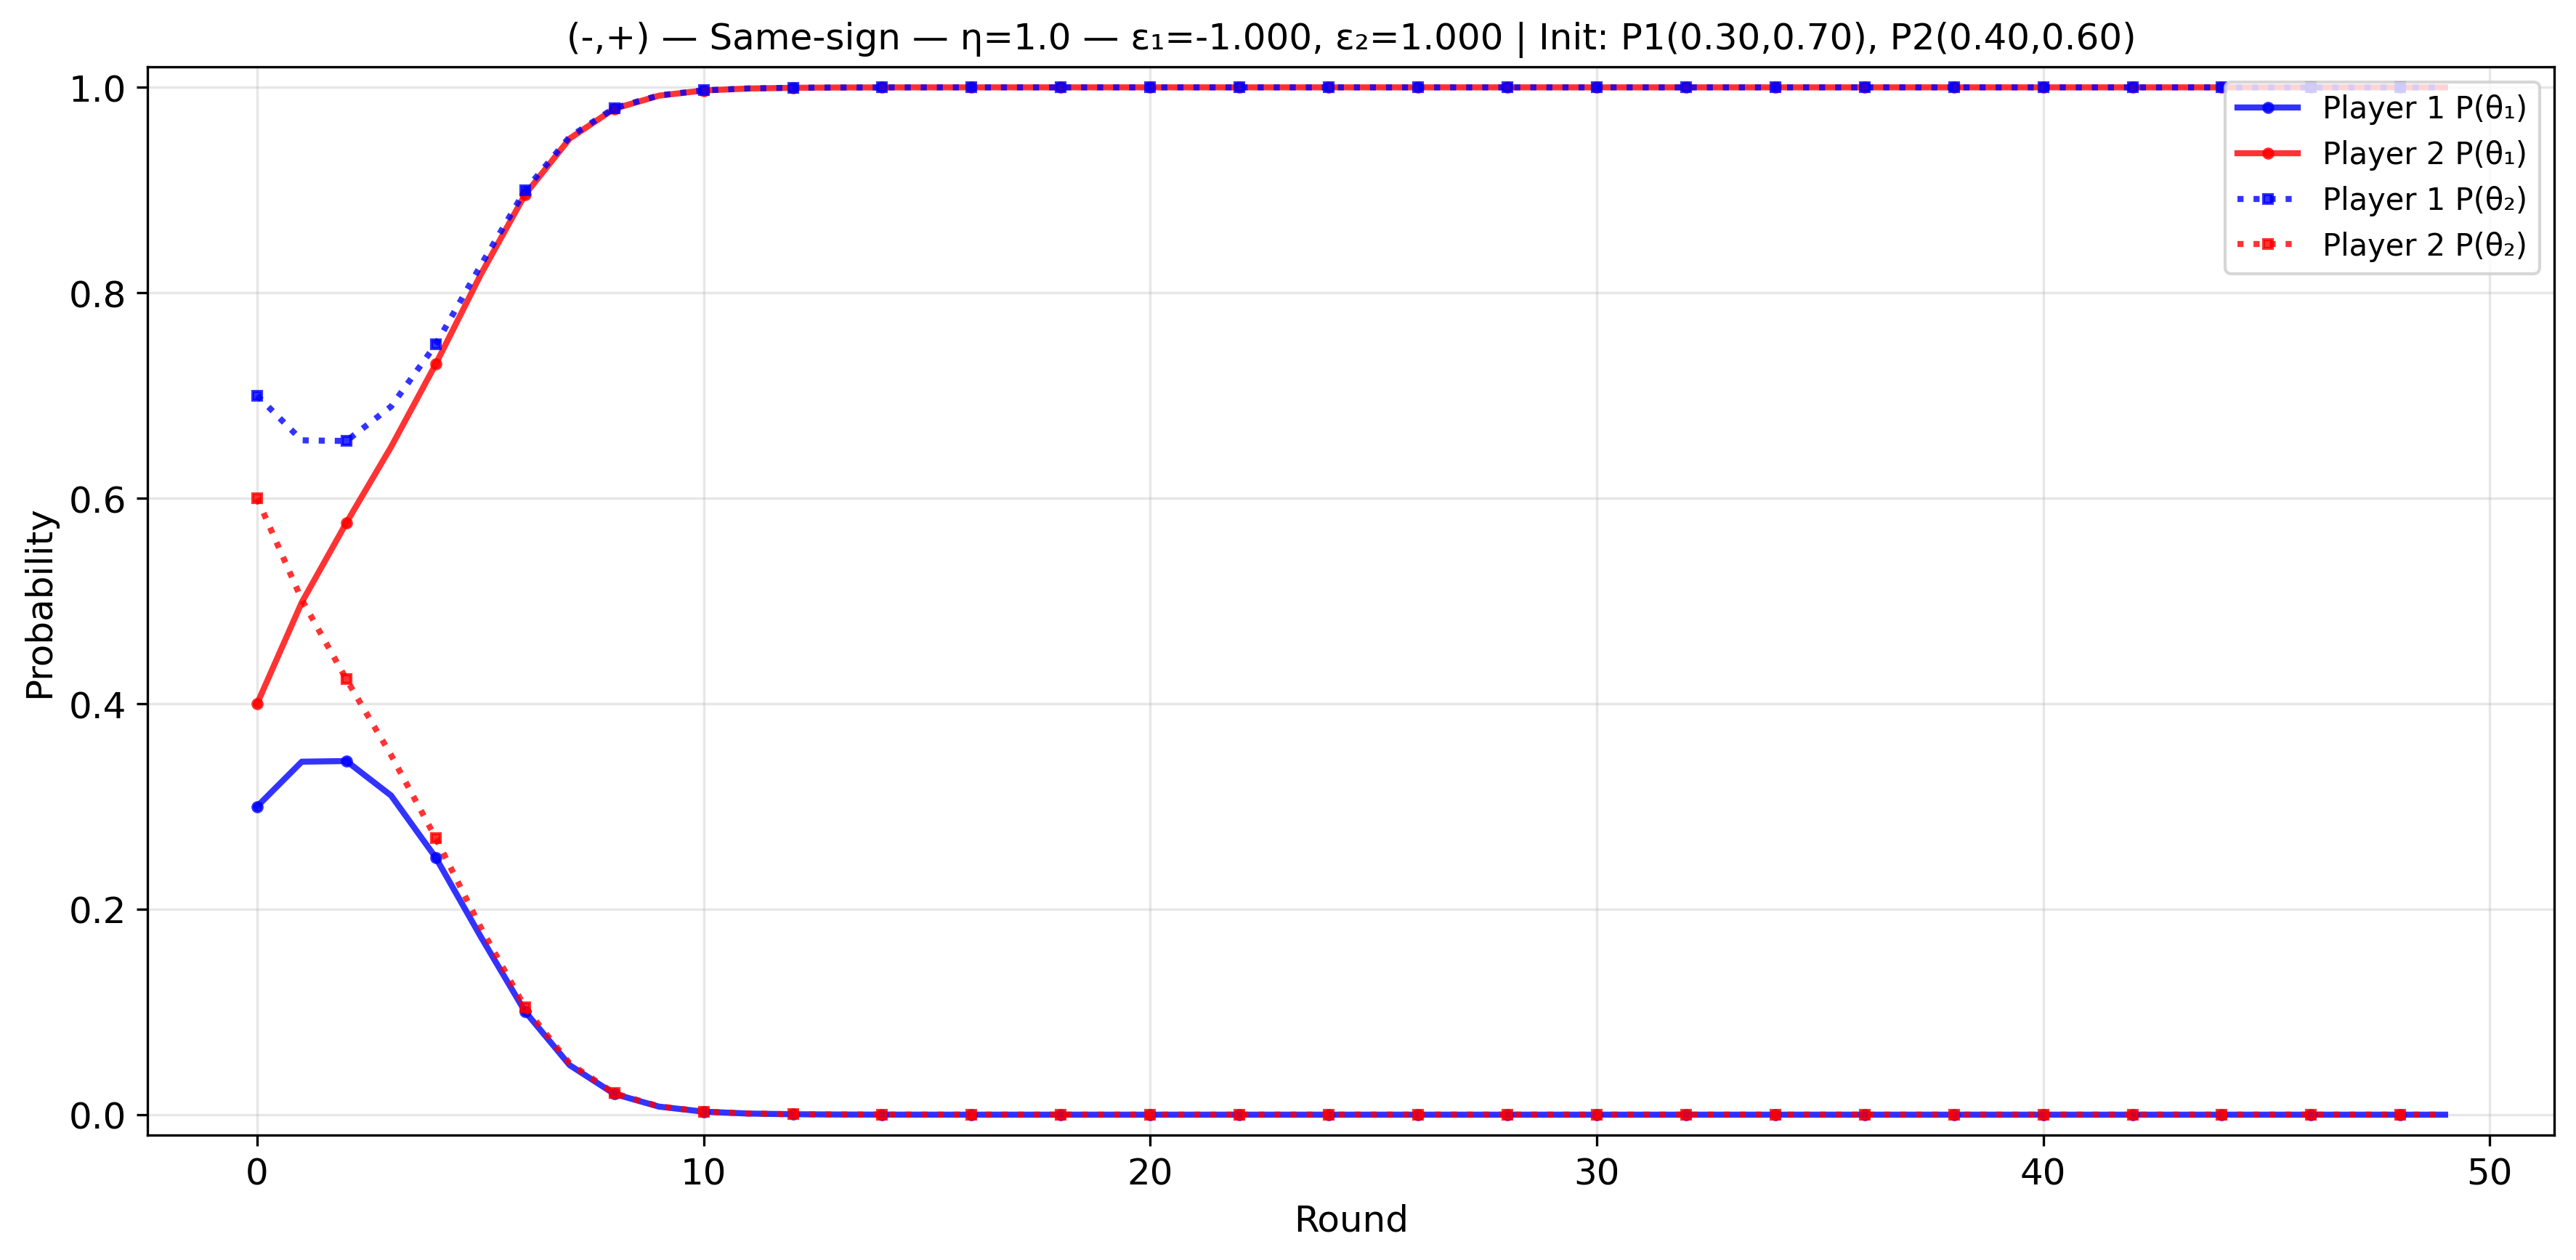 (-,+) — Same-sign — η=1.0 — ε₁=-1.000, ε₂=1.000 | Init: P1(0.30,0.70), P2(0.40,0.60)
1.0
0.8
0.6
0.4
0.2
0.0
Probability
Player 1 P(θ₁)
Player 2 P(θ₁)
Player 1 P(θ₂)
Player 2 P(θ₂)
0 10 20 30 40 50
Round